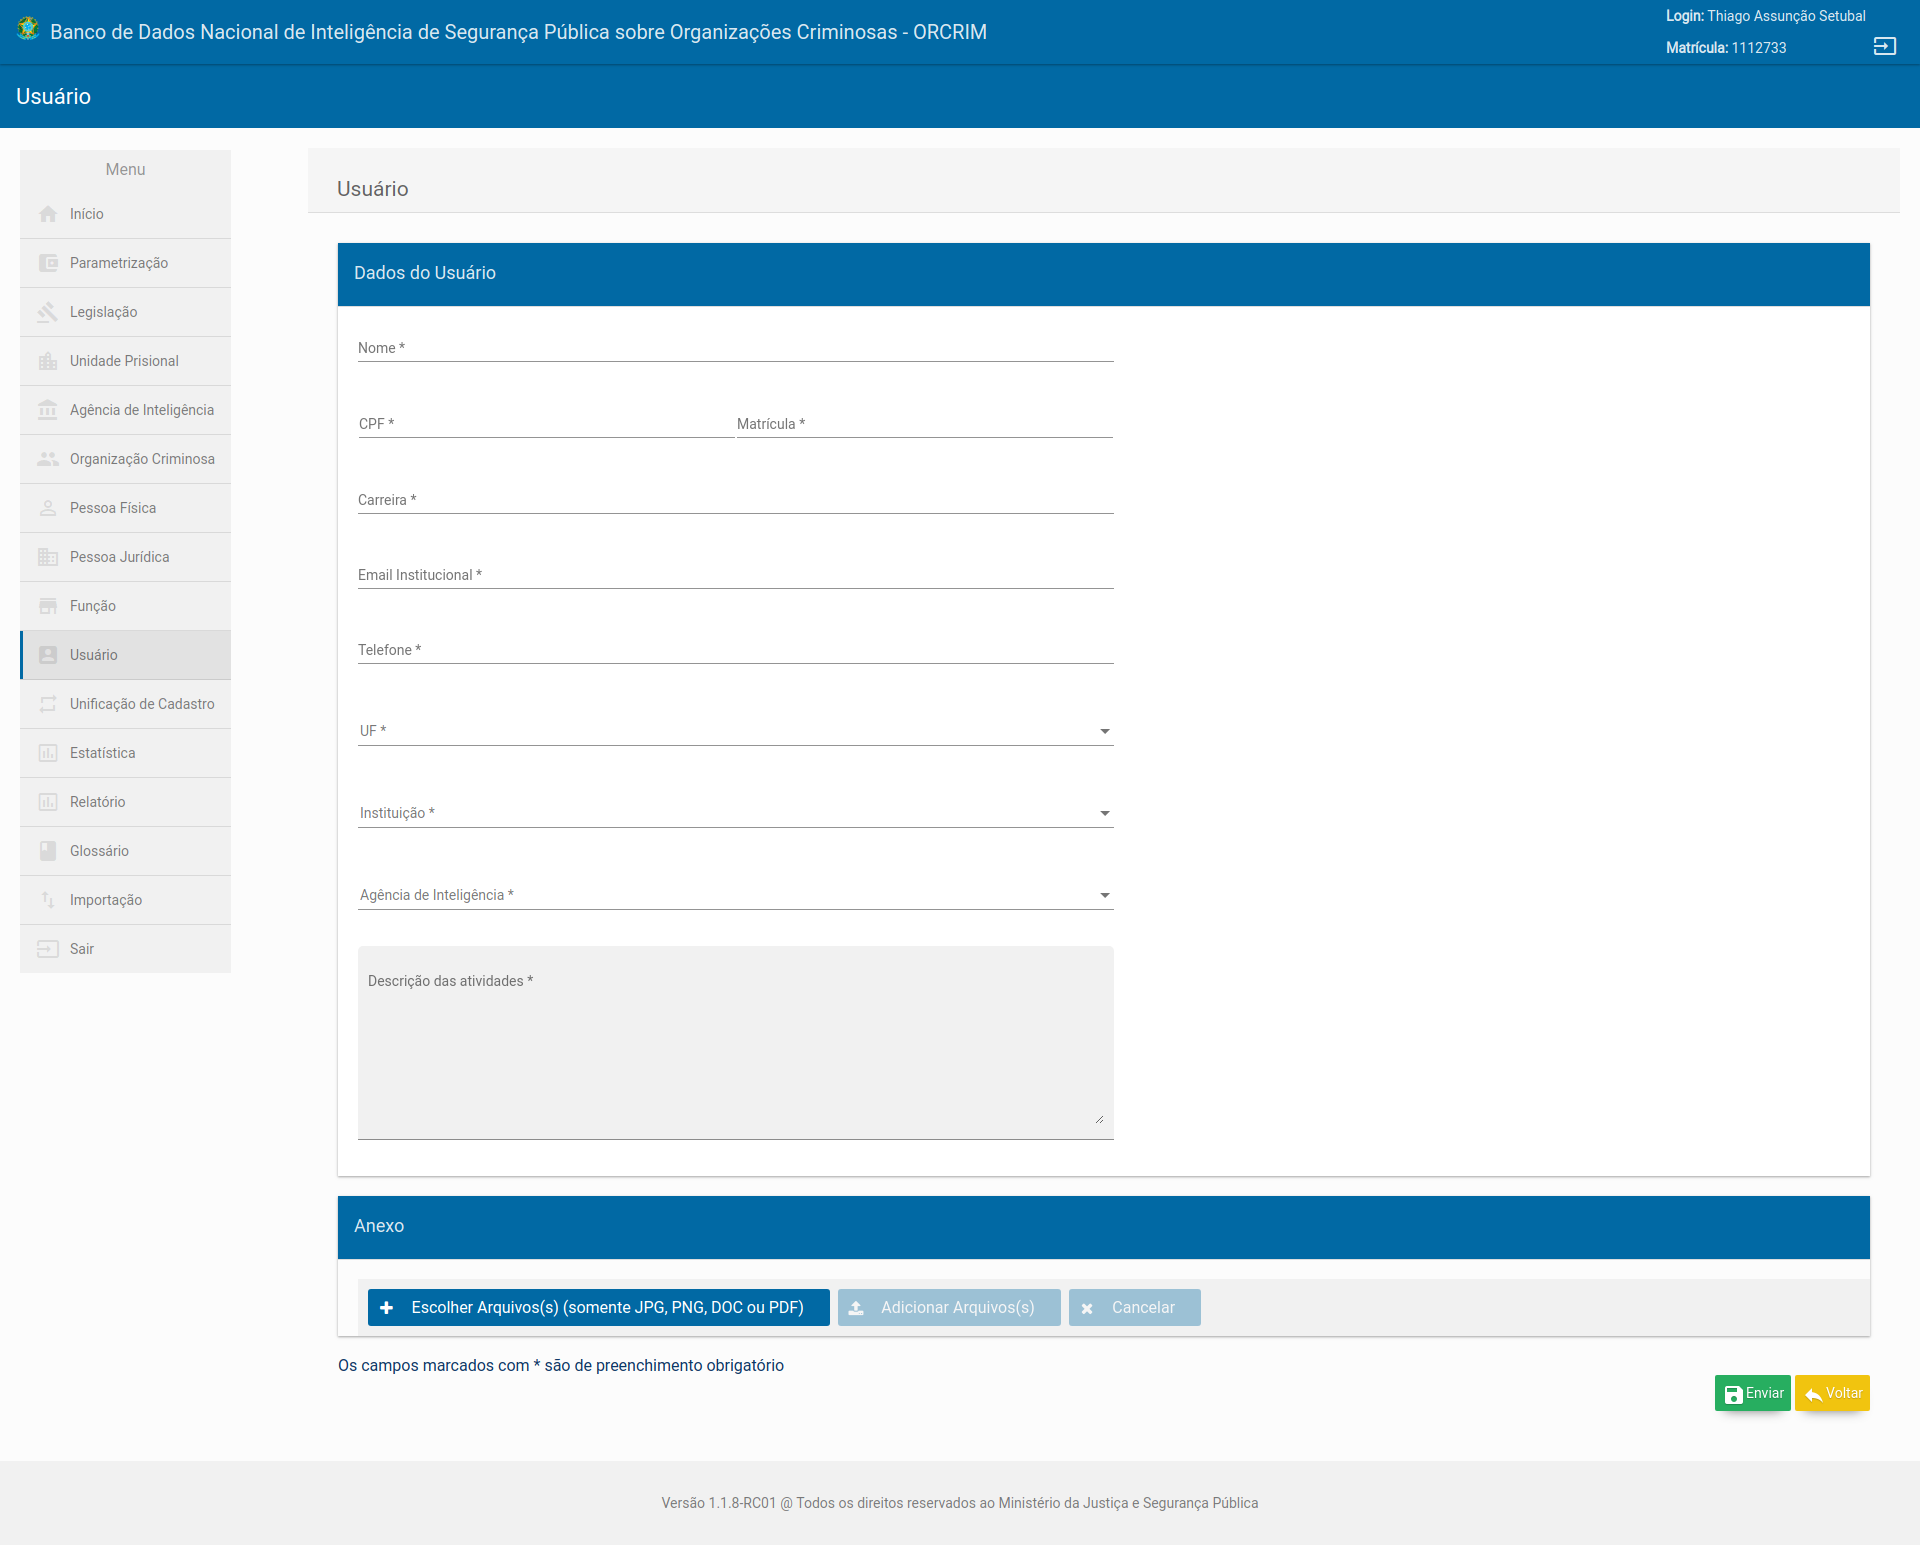 Banco de Dados Nacional de Inteligência de Segurança Pública sobre Organizações Criminosas - ORCRIM
Login: Thiago Assunção Setubal
Matrícula: 1112733
Usuário
Menu
Início
Parametrização
Legislação
Unidade Prisional
Agência de Inteligência
Organização Criminosa
Pessoa Física
Pessoa Jurídica
Função
Usuário
Unificação de Cadastro
Estatística
Relatório
Glossário
Importação
Sair
Usuário
Dados do Usuário
Nome *
CPF * Matrícula *
Carreira *
Email Institucional *
Telefone *
UF *
Instituição *
Agência de Inteligência *
Descrição das atividades *
Anexo
Escolher Arquivos(s) (somente JPG, PNG, DOC ou PDF) Adicionar Arquivos(s) Cancelar
Os campos marcados com * são de preenchimento obrigatório
Enviar Voltar
Versão 1.1.8-RC01 @ Todos os direitos reservados ao Ministério da Justiça e Segurança Pública